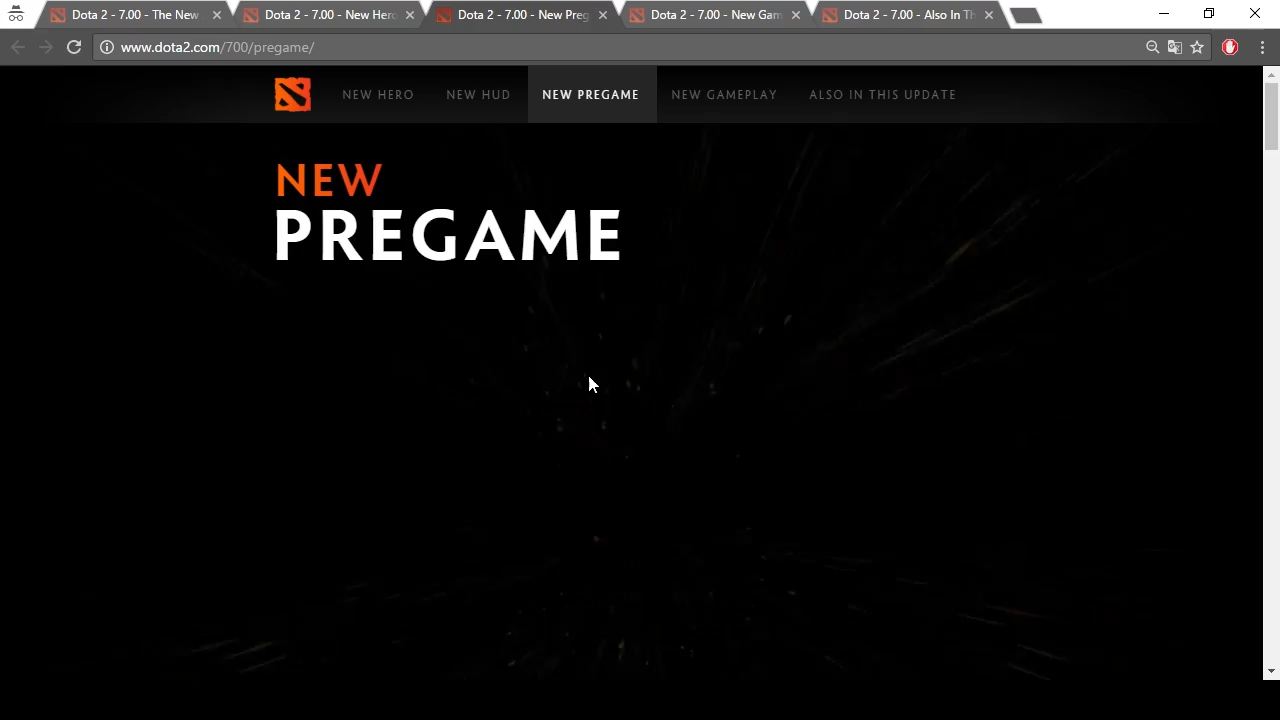 Dota 2 - 7.00 - The New
Dota 2 - 7.00 - New Hero
Dota 2 - 7.00 - New Preg
Dota 2 - 7.00 - New Gam
Dota 2 - 7.00 - Also In Th
www.dota2.com/700/pregame/
NEW HERO NEW HUD NEW PREGAME NEW GAMEPLAY ALSO IN THIS UPDATE
NEW
PREGAME